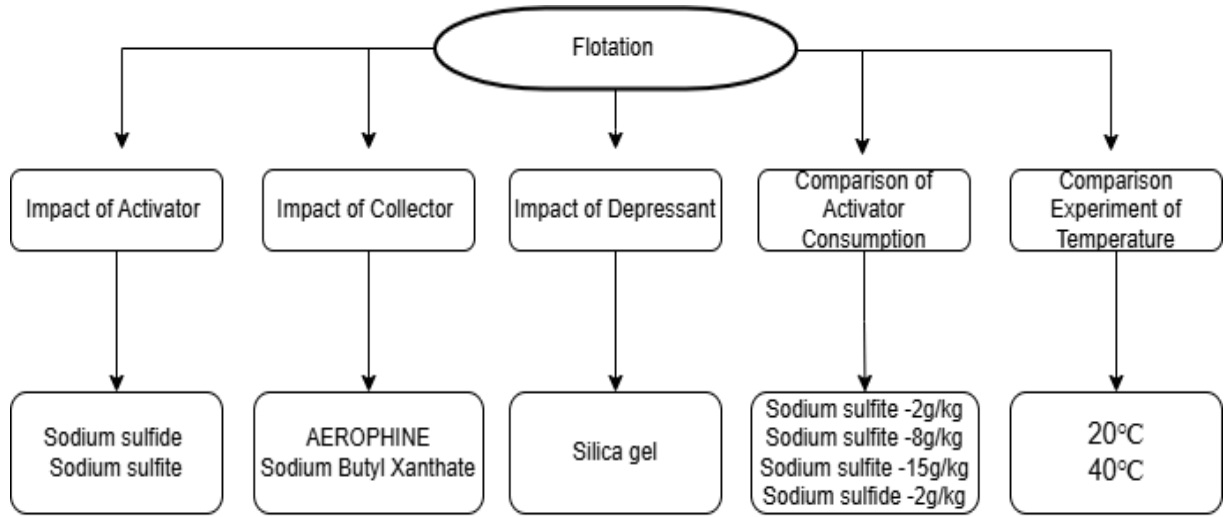 Flotation
Impact of Activator
Impact of Collector
Impact of Depressant
Comparison of
Activator
Consumption
Comparison
Experiment of
Temperature
Sodium sulfide
Sodium sulfite
AEROPHINE
Sodium Butyl Xanthate
Silica gel
Sodium sulfite -2g/kg
Sodium sulfite -8g/kg
Sodium sulfite -15g/kg
Sodium sulfide -2g/kg
20℃
40℃